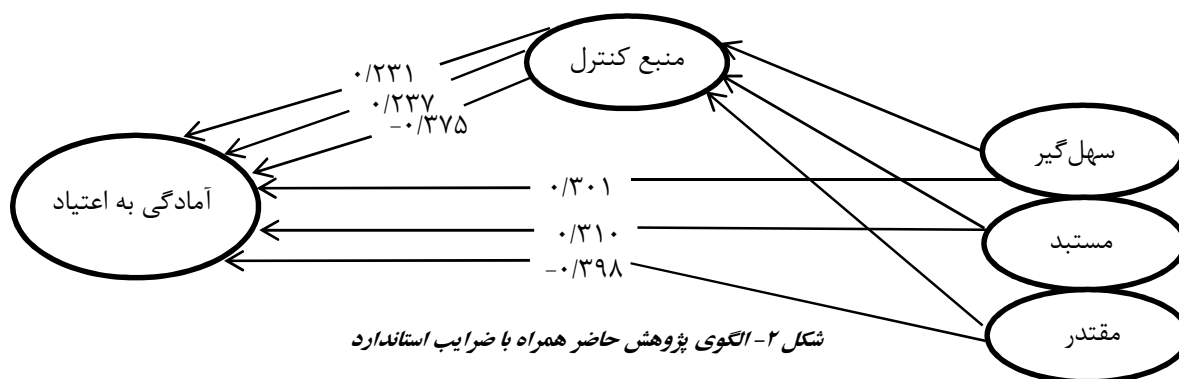 منبع کنترل
۰/۲۳۱
۰/۲۳۷
-۰/۳۷۵
سهل‌گیر
۰/۳۰۱
آمادگی به اعتیاد
مستبد
۰/۳۱۰
-۰/۳۹۸
مقتدر
شکل ۲- الگوی پژوهش حاضر همراه با ضرایب استاندارد